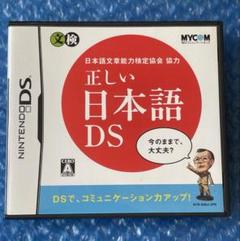 文検
MYCOM
日本語文章能力検定協会 協力
正しい
日本語
DS
NINTENDO DS
今のままで、
大丈夫?
CERO
A
DSで、コミュニケーション力アップ!